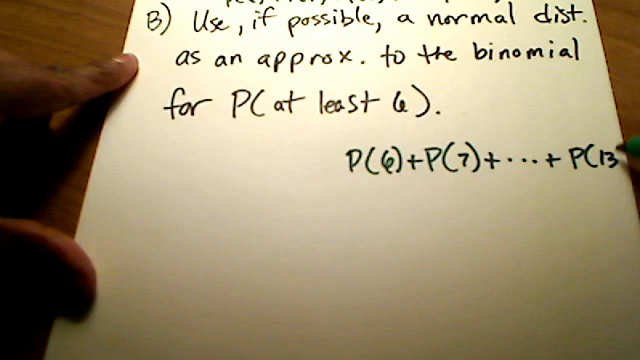 B) Use, if possible, a normal dist.
as an approx. to the binomial
for P(at least 6).
P(6)+P(7)+...+ P(13